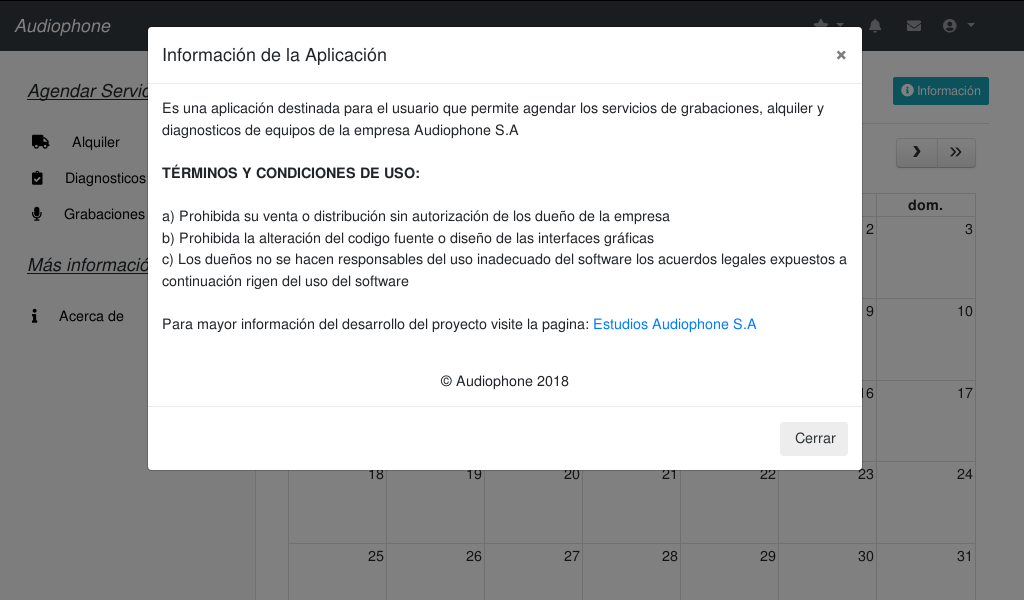 Audiophone
Información de la Aplicación
×
Agendar Servic
Información
Es una aplicación destinada para el usuario que permite agendar los servicios de grabaciones, alquiler y
diagnosticos de equipos de la empresa Audiophone S.A
Alquiler
TÉRMINOS Y CONDICIONES DE USO:
Diagnosticos
dom.
Grabaciones
a) Prohibida su venta o distribución sin autorización de los dueño de la empresa
2 3
b) Prohibida la alteración del codigo fuente o diseño de las interfaces gráficas
Más informació
c) Los dueños no se hacen responsables del uso inadecuado del software los acuerdos legales expuestos a
continuación rigen del uso del software
9 10
Acerca de
Para mayor información del desarrollo del proyecto visite la pagina: Estudios Audiophone S.A
© Audiophone 2018
16 17
Cerrar
18 19 20 21 22 23 24
25 26 27 28 29 30 31